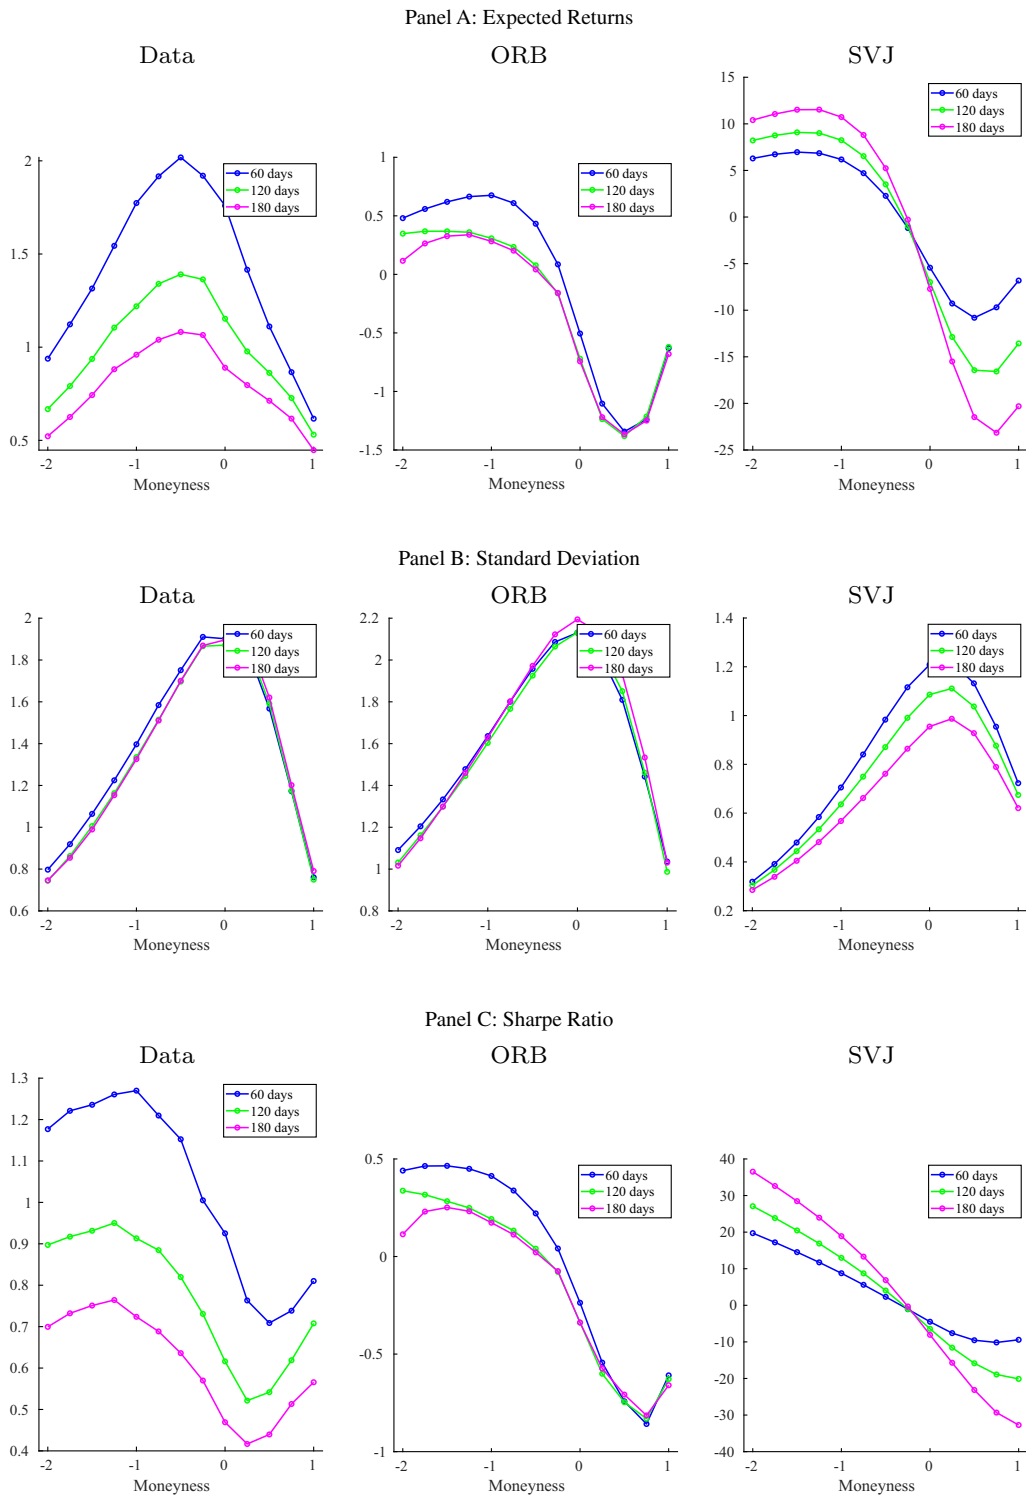 Panel A: Expected Returns
Data
ORB
SVJ
2
1.5
1
0.5
-2
-1
0
1
Moneyness
60 days
120 days
180 days
1
0.5
0
-0.5
-1
-1.5
-2
-1
0
1
Moneyness
60 days
120 days
180 days
15
10
5
0
-5
-10
-15
-20
-25
-2
-1
0
1
Moneyness
60 days
120 days
180 days
Panel B: Standard Deviation
Data
ORB
SVJ
2
1.8
1.6
1.4
1.2
1
0.8
0.6
-2
-1
0
1
Moneyness
60 days
120 days
180 days
2.2
2
1.8
1.6
1.4
1.2
1
0.8
-2
-1
0
1
Moneyness
60 days
120 days
180 days
1.4
1.2
1
0.8
0.6
0.4
0.2
-2
-1
0
1
Moneyness
60 days
120 days
180 days
Panel C: Sharpe Ratio
Data
ORB
SVJ
1.3
1.2
1.1
1
0.9
0.8
0.7
0.6
0.5
0.4
-2
-1
0
1
Moneyness
60 days
120 days
180 days
0.5
0
-0.5
-1
-2
-1
0
1
Moneyness
60 days
120 days
180 days
40
30
20
10
0
-10
-20
-30
-40
-2
-1
0
1
Moneyness
60 days
120 days
180 days